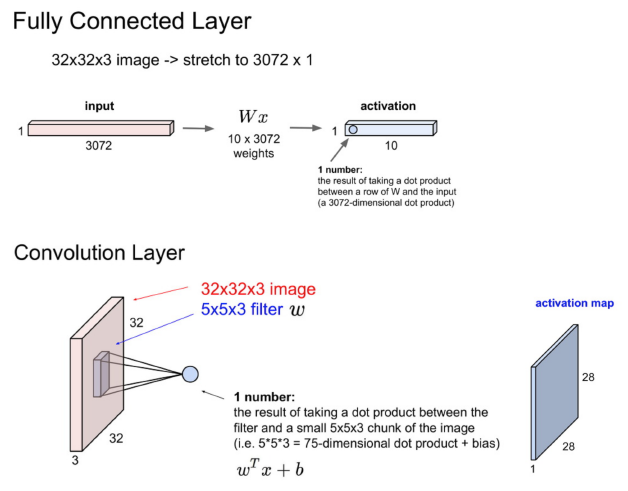 Fully Connected Layer
32x32x3 image -> stretch to 3072 x 1
input
1
3072
Wx
10 x 3072
weights
activation
1
10
1 number:
the result of taking a dot product
between a row of W and the input
(a 3072-dimensional dot product)
Convolution Layer
32x32x3 image
5x5x3 filter w
32
32
3
1 number:
the result of taking a dot product between the
filter and a small 5x5x3 chunk of the image
(i.e. 5*5*3 = 75-dimensional dot product + bias)
wᵀx + b
activation map
28
28
1